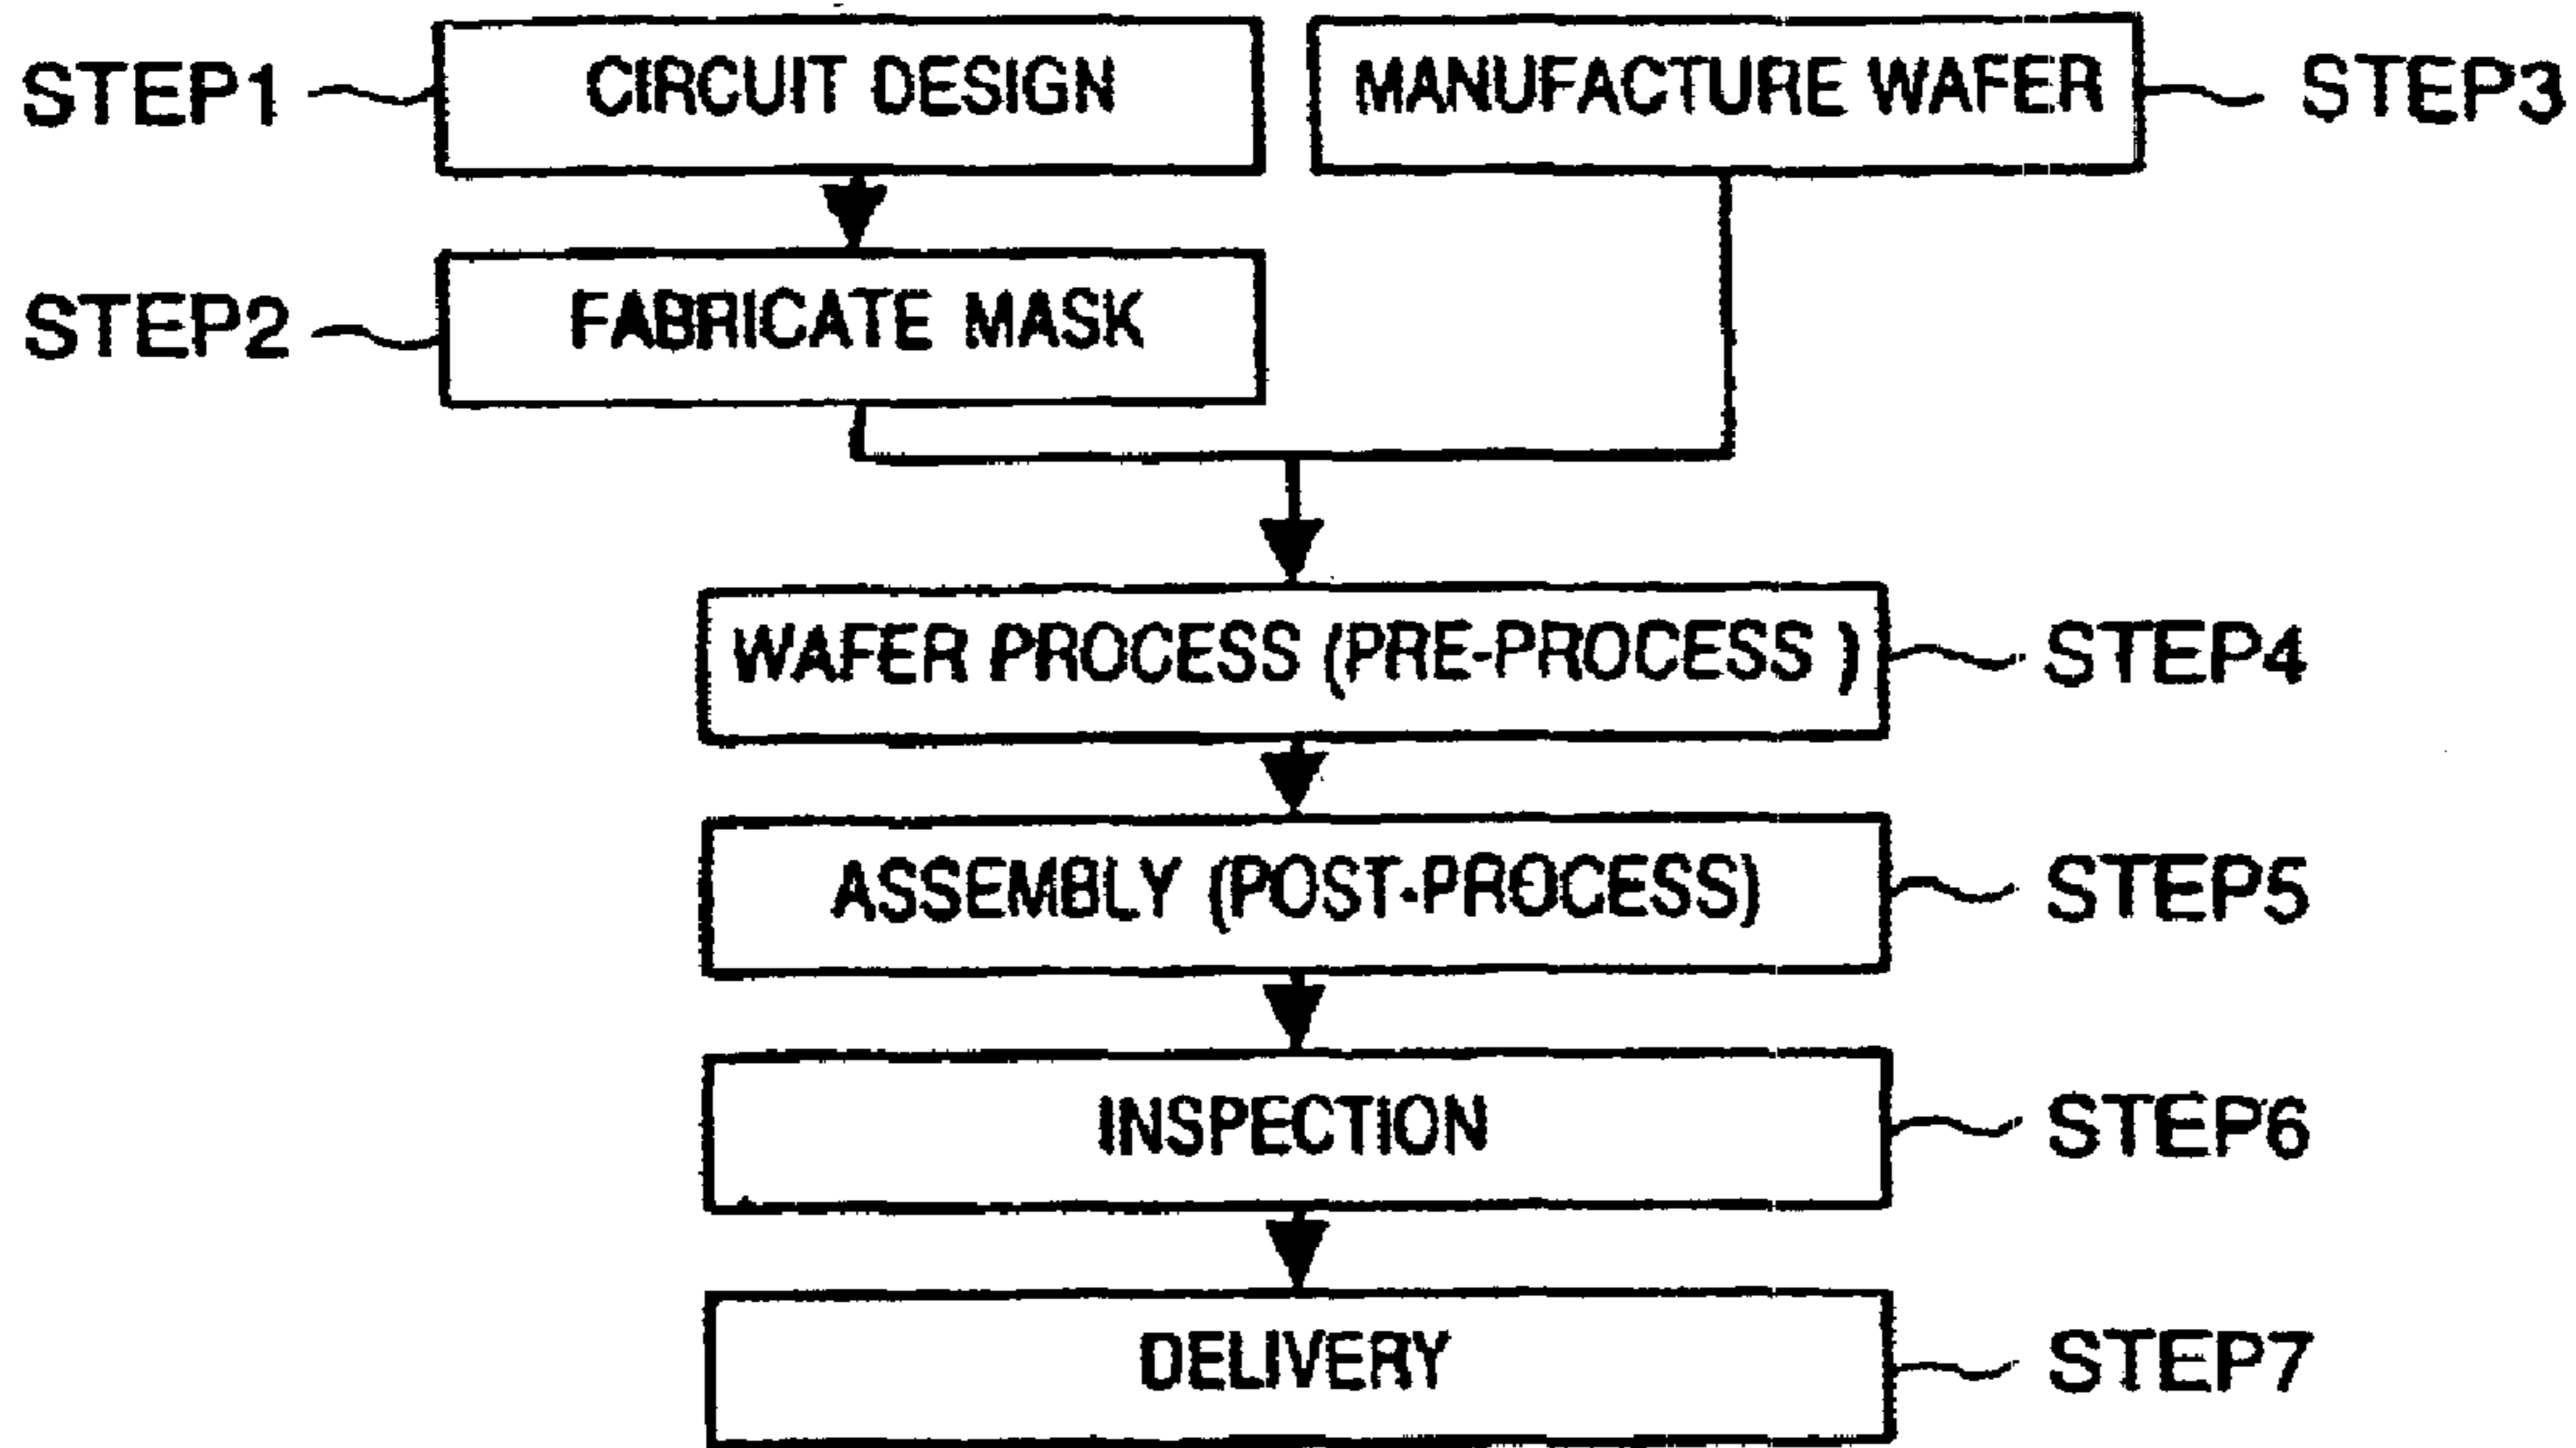 STEP1 CIRCUIT DESIGN MANUFACTURE WAFER STEP3
STEP2 FABRICATE MASK
WAFER PROCESS (PRE-PROCESS ) STEP4
ASSEMBLY (POST-PROCESS) STEP5
INSPECTION STEP6
DELIVERY STEP7